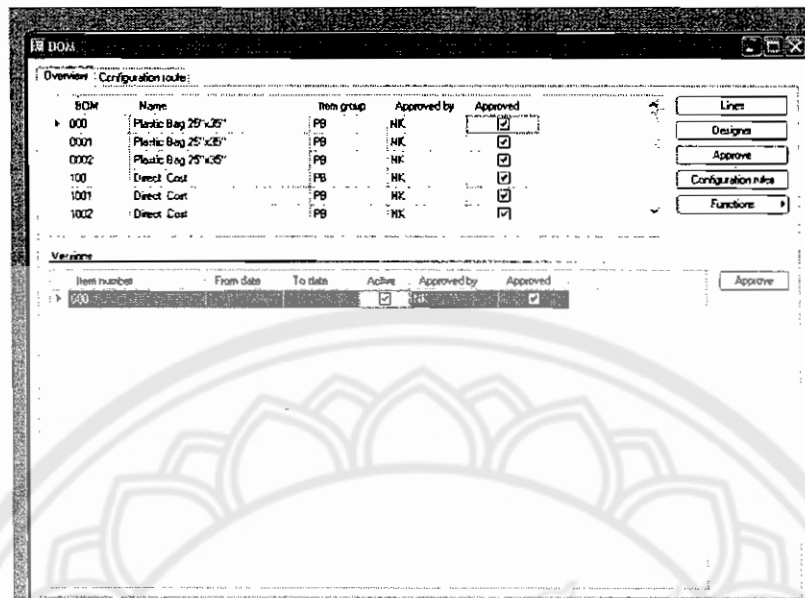 BOM
Overview Configuration route
BOM Name Item group Approved by Approved
000 Plastic Bag 25"x35" PB NK
0001 Plastic Bag 25"x35" PB NK
0002 Plastic Bag 25"x35" PB NK
100 Direct Cost PB NK
1001 Direct Cost PB NK
1002 Direct Cost PB NK
Lines
Designer
Approve
Configuration rules
Functions
Versions
Item number From date To date Active Approved by Approved
000 NK
Approve